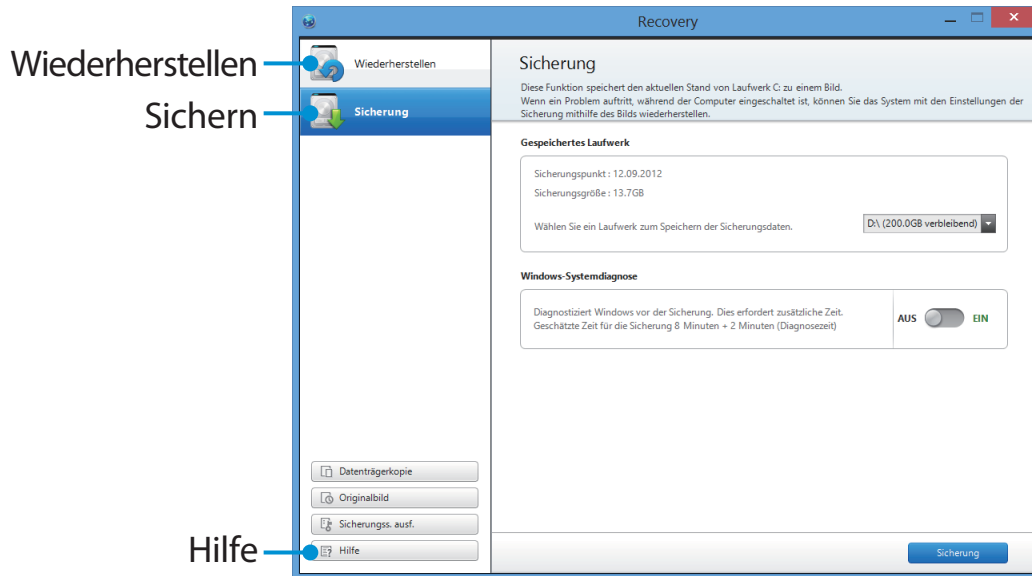 Recovery
Wiederherstellen
Sichern
Hilfe
Wiederherstellen
Sicherung
Datenträgerkopie
Originalbild
Sicherungss. ausf.
Hilfe
Sicherung
Diese Funktion speichert den aktuellen Stand von Laufwerk C: zu einem Bild.
Wenn ein Problem auftritt, während der Computer eingeschaltet ist, können Sie das System mit den Einstellungen der
Sicherung mithilfe des Bilds wiederherstellen.
Gespeichertes Laufwerk
Sicherungspunkt : 12.09.2012
Sicherungsgröße : 13.7GB
Wählen Sie ein Laufwerk zum Speichern der Sicherungsdaten.
D:\ (200.0GB verbleibend)
Windows-Systemdiagnose
Diagnostiziert Windows vor der Sicherung. Dies erfordert zusätzliche Zeit.
Geschätzte Zeit für die Sicherung 8 Minuten + 2 Minuten (Diagnosezeit)
AUS EIN
Sicherung